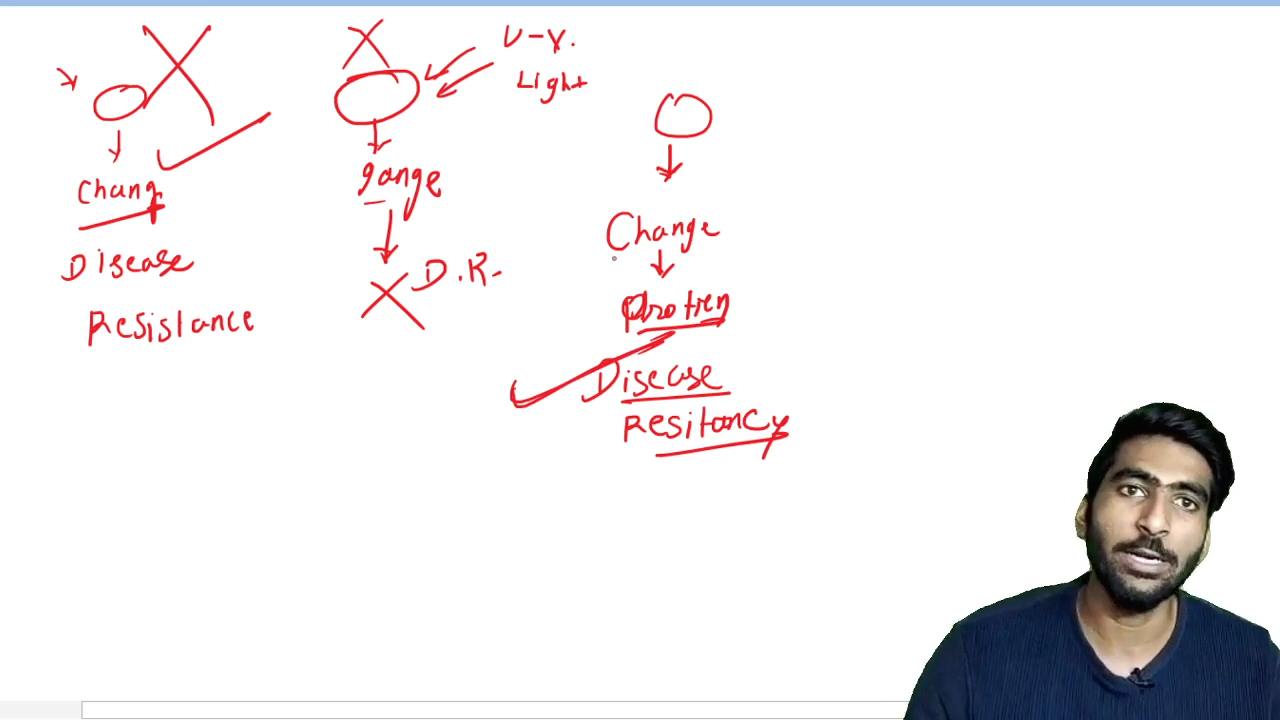 Chang
Disease
Resistance
U-V.
Light
gange
D.R-
Change
Protien
Disease
Resitancy